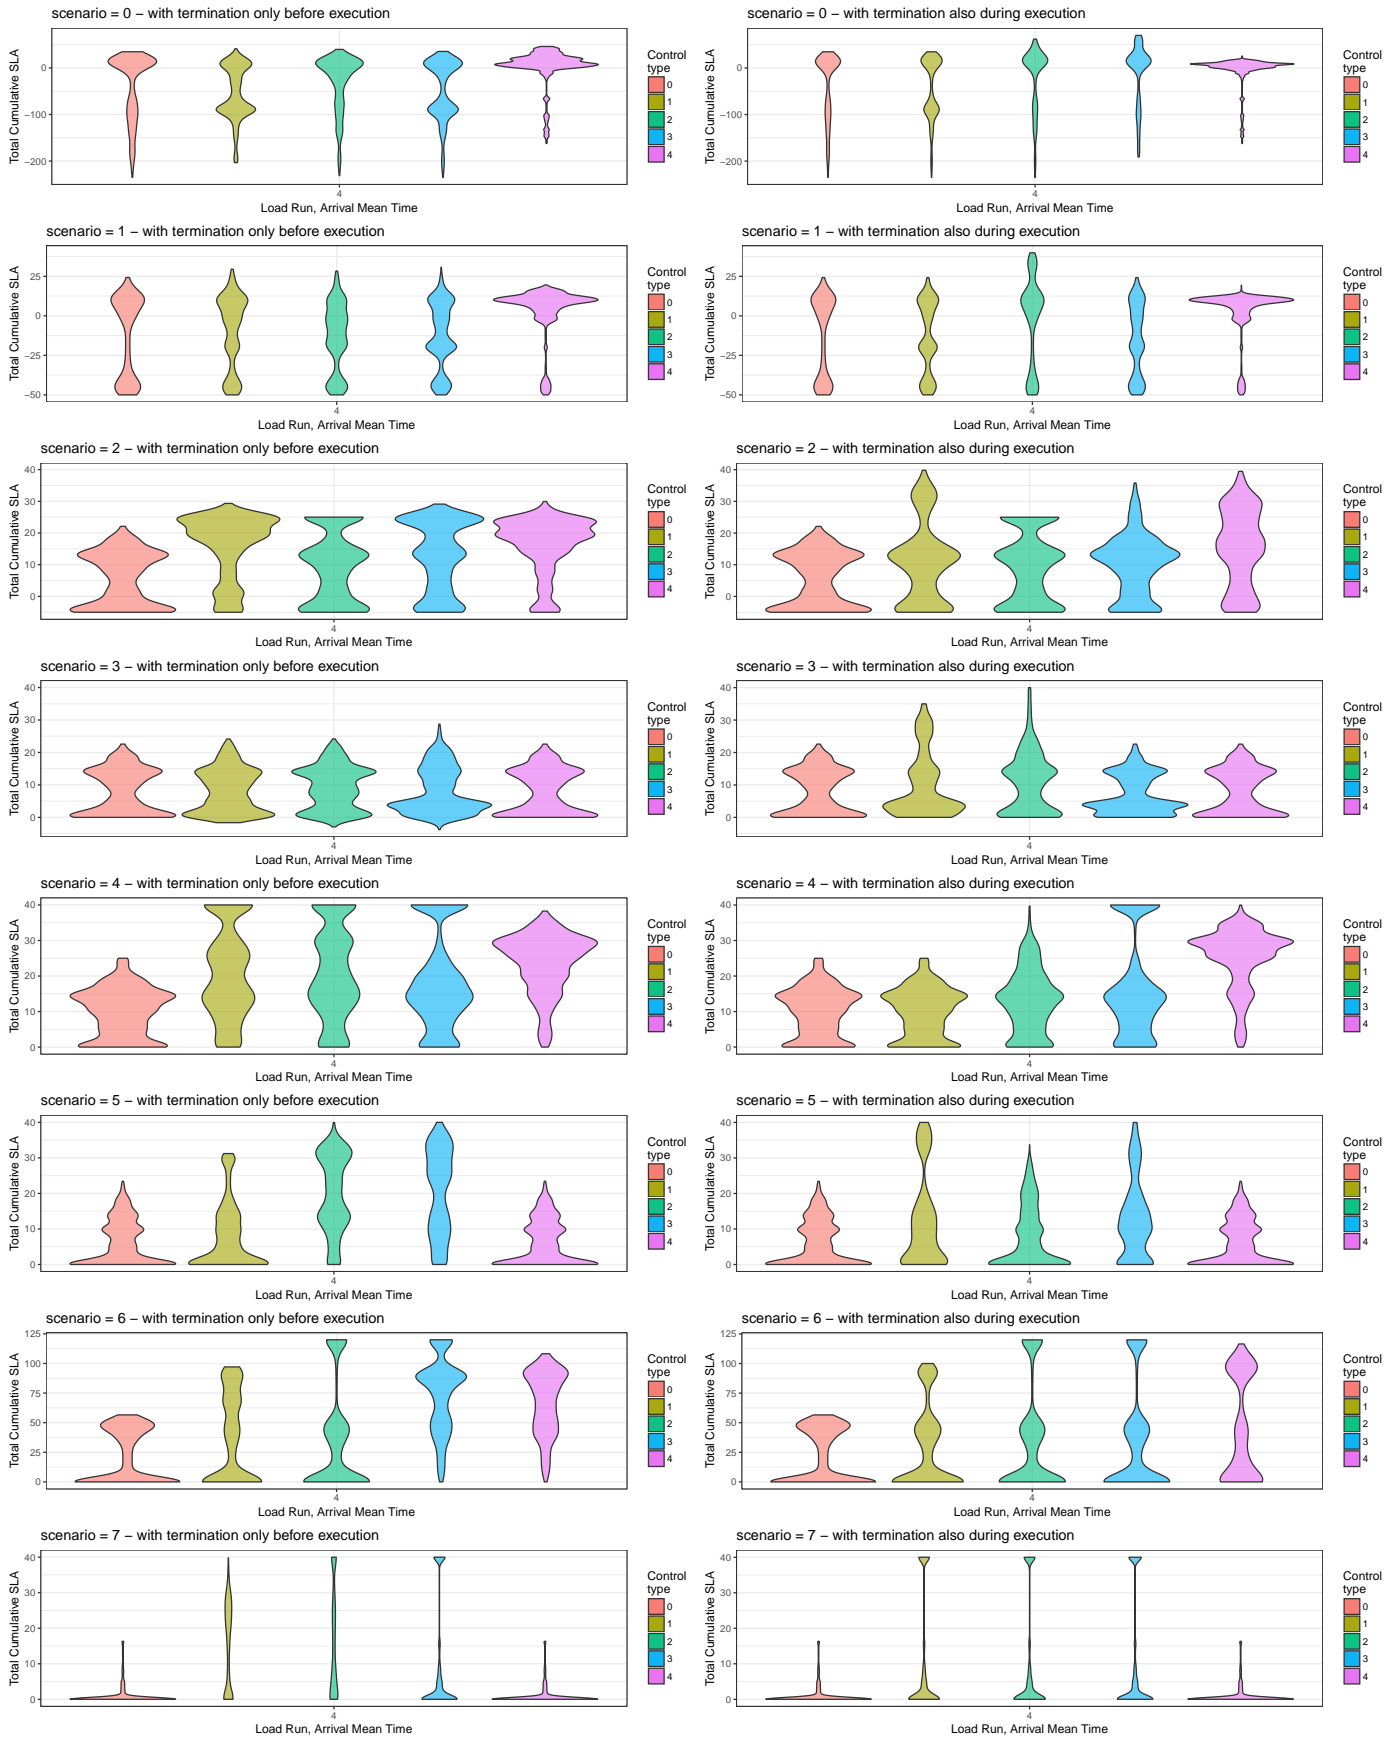 scenario = 0 − with termination only before execution
Total Cumulative SLA
0
−100
−200
4
Load Run, Arrival Mean Time
Control
type
0
1
2
3
4
scenario = 0 − with termination also during execution
Total Cumulative SLA
0
−100
−200
4
Load Run, Arrival Mean Time
Control
type
0
1
2
3
4
scenario = 1 − with termination only before execution
Total Cumulative SLA
25
0
−25
−50
4
Load Run, Arrival Mean Time
Control
type
0
1
2
3
4
scenario = 1 − with termination also during execution
Total Cumulative SLA
25
0
−25
−50
4
Load Run, Arrival Mean Time
Control
type
0
1
2
3
4
scenario = 2 − with termination only before execution
Total Cumulative SLA
40
30
20
10
0
4
Load Run, Arrival Mean Time
Control
type
0
1
2
3
4
scenario = 2 − with termination also during execution
Total Cumulative SLA
40
30
20
10
0
4
Load Run, Arrival Mean Time
Control
type
0
1
2
3
4
scenario = 3 − with termination only before execution
Total Cumulative SLA
40
30
20
10
0
4
Load Run, Arrival Mean Time
Control
type
0
1
2
3
4
scenario = 3 − with termination also during execution
Total Cumulative SLA
40
30
20
10
0
4
Load Run, Arrival Mean Time
Control
type
0
1
2
3
4
scenario = 4 − with termination only before execution
Total Cumulative SLA
40
30
20
10
0
4
Load Run, Arrival Mean Time
Control
type
0
1
2
3
4
scenario = 4 − with termination also during execution
Total Cumulative SLA
40
30
20
10
0
4
Load Run, Arrival Mean Time
Control
type
0
1
2
3
4
scenario = 5 − with termination only before execution
Total Cumulative SLA
40
30
20
10
0
4
Load Run, Arrival Mean Time
Control
type
0
1
2
3
4
scenario = 5 − with termination also during execution
Total Cumulative SLA
40
30
20
10
0
4
Load Run, Arrival Mean Time
Control
type
0
1
2
3
4
scenario = 6 − with termination only before execution
Total Cumulative SLA
125
100
75
50
25
0
4
Load Run, Arrival Mean Time
Control
type
0
1
2
3
4
scenario = 6 − with termination also during execution
Total Cumulative SLA
125
100
75
50
25
0
4
Load Run, Arrival Mean Time
Control
type
0
1
2
3
4
scenario = 7 − with termination only before execution
Total Cumulative SLA
40
30
20
10
0
4
Load Run, Arrival Mean Time
Control
type
0
1
2
3
4
scenario = 7 − with termination also during execution
Total Cumulative SLA
40
30
20
10
0
4
Load Run, Arrival Mean Time
Control
type
0
1
2
3
4